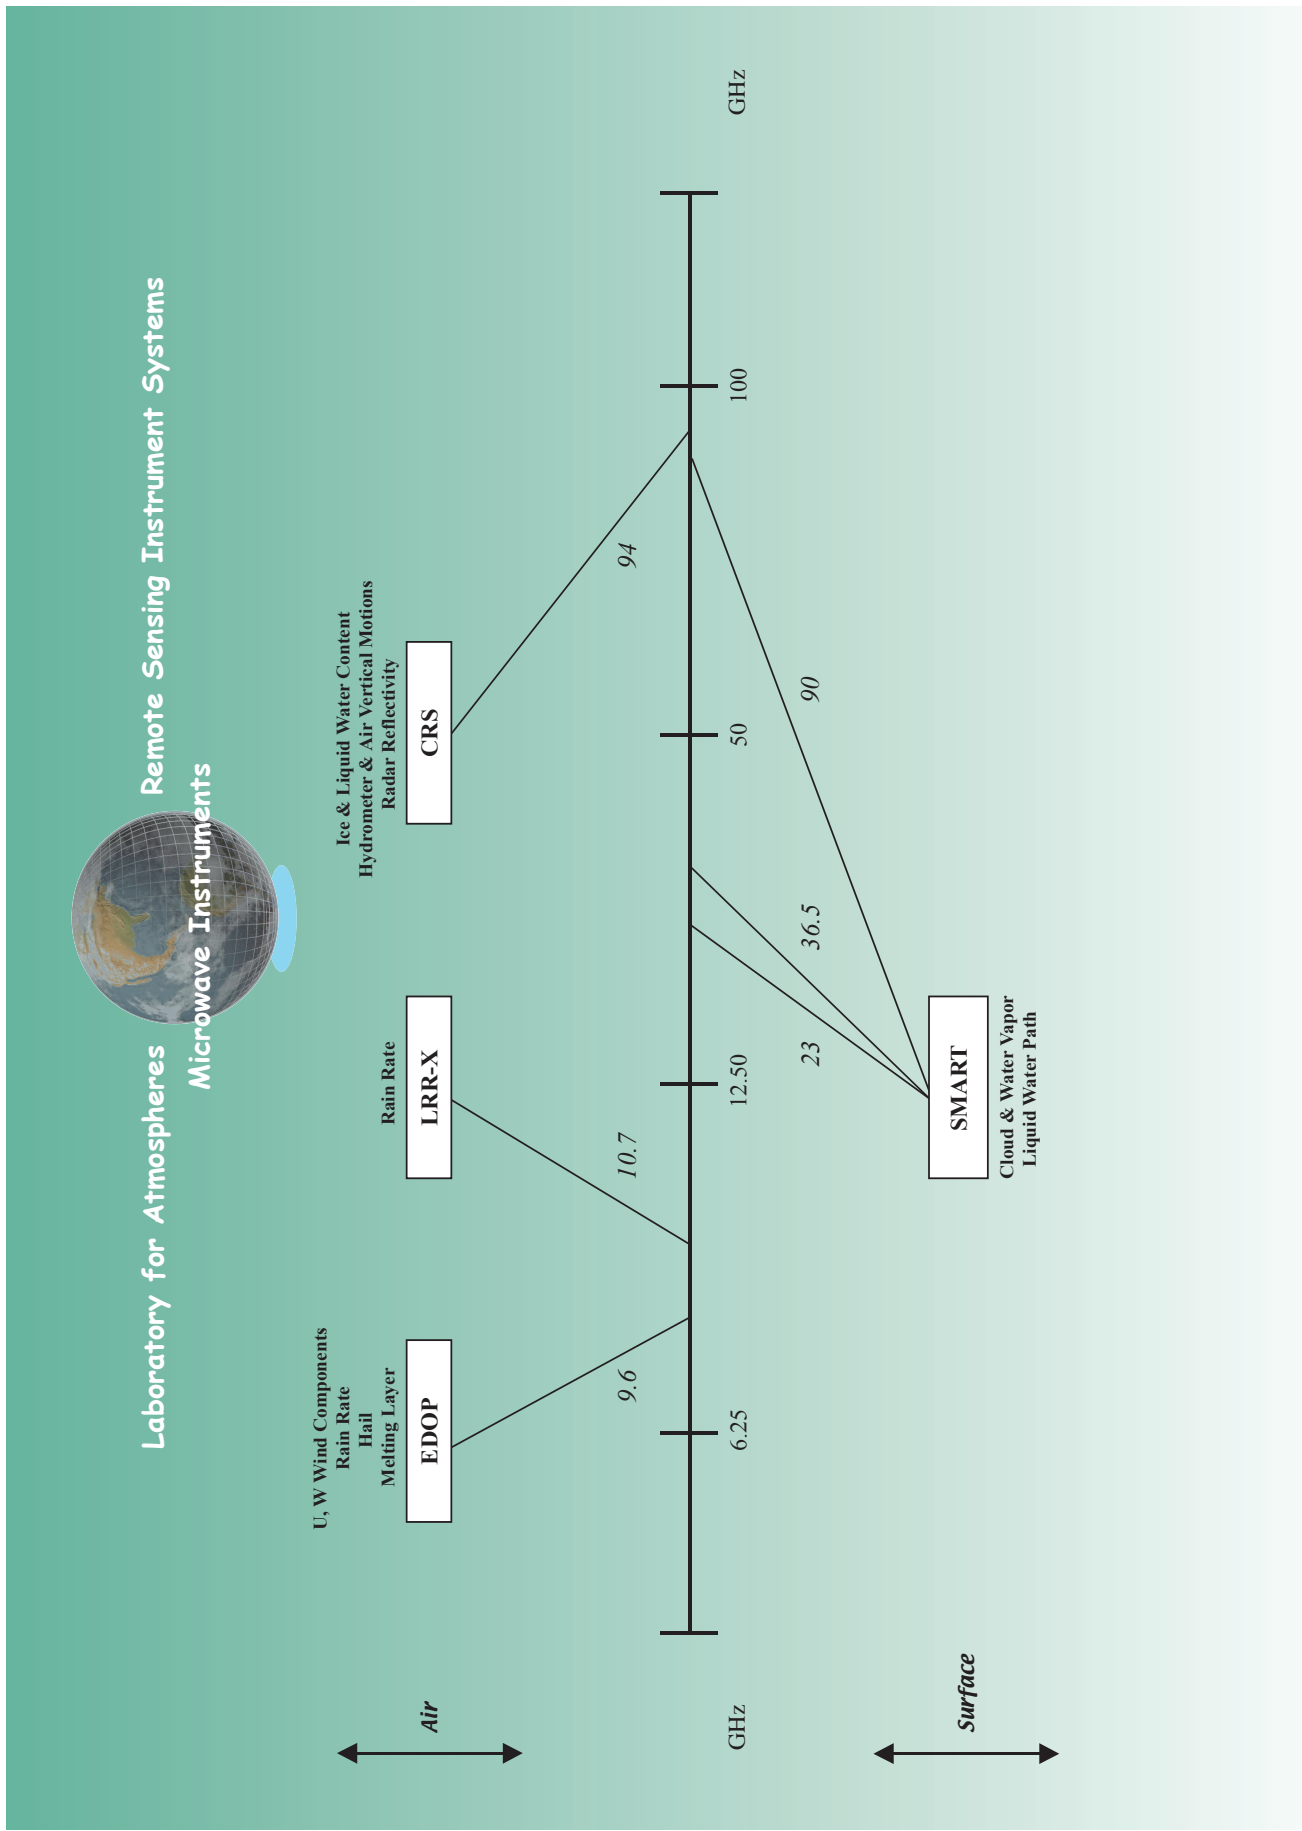 Laboratory for Atmospheres Remote Sensing Instrument Systems
Microwave Instruments
U, W Wind Components
Rain Rate
Hail
Melting Layer
EDOP
Rain Rate
LRR-X
Ice & Liquid Water Content
Hydrometer & Air Vertical Motions
Radar Reflectivity
CRS
Air
9.6
10.7
94
GHz
6.25
12.50
50
100
GHz
23
36.5
90
Surface
SMART
Cloud & Water Vapor
Liquid Water Path